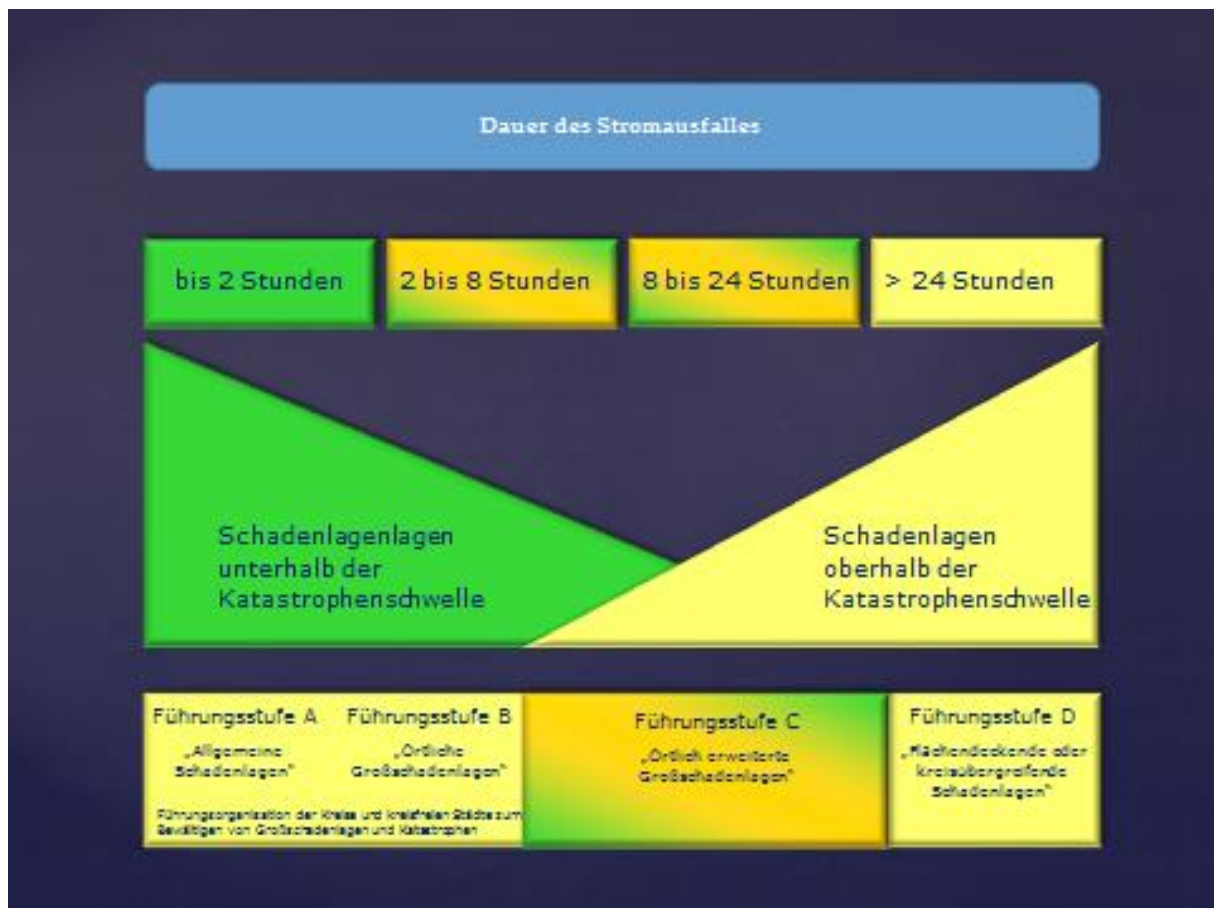 Dauer des Stromausfalles
bis 2 Stunden
2 bis 8 Stunden
8 bis 24 Stunden
> 24 Stunden
Schadenlagenlagen
unterhalb der
Katastrophenschwelle
Schadenlagen
oberhalb der
Katastrophenschwelle
Führungsstufe A
„Allgemeine
Schadenlagen“
Führungsstufe B
„Örtliche
Großschadenlagen“
Führungsorganisation der Kreise und kreisfreien Städte zum
Bewältigen von Großschadenlagen und Katastrophen
Führungsstufe C
„Örtlich erweiterte
Großschadenlagen“
Führungsstufe D
„Flächendeckende oder
kreisübergreifende
Schadenlagen“